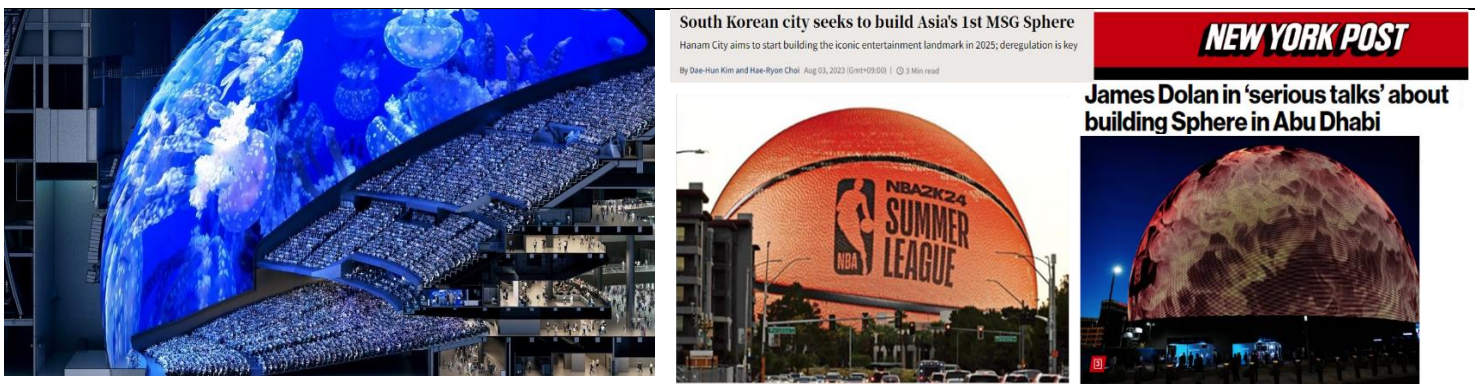 South Korean city seeks to build Asia's 1st MSG Sphere
Hanam City aims to start building the iconic entertainment landmark in 2025; deregulation is key
By Dae-Hun Kim and Hae-Ryon Choi Aug 03, 2023 (Gmt+09:00) | 3 Min read
NBA2K24
SUMMER
LEAGUE
NBA
NEW YORK POST
James Dolan in ‘serious talks’ about
building Sphere in Abu Dhabi
3